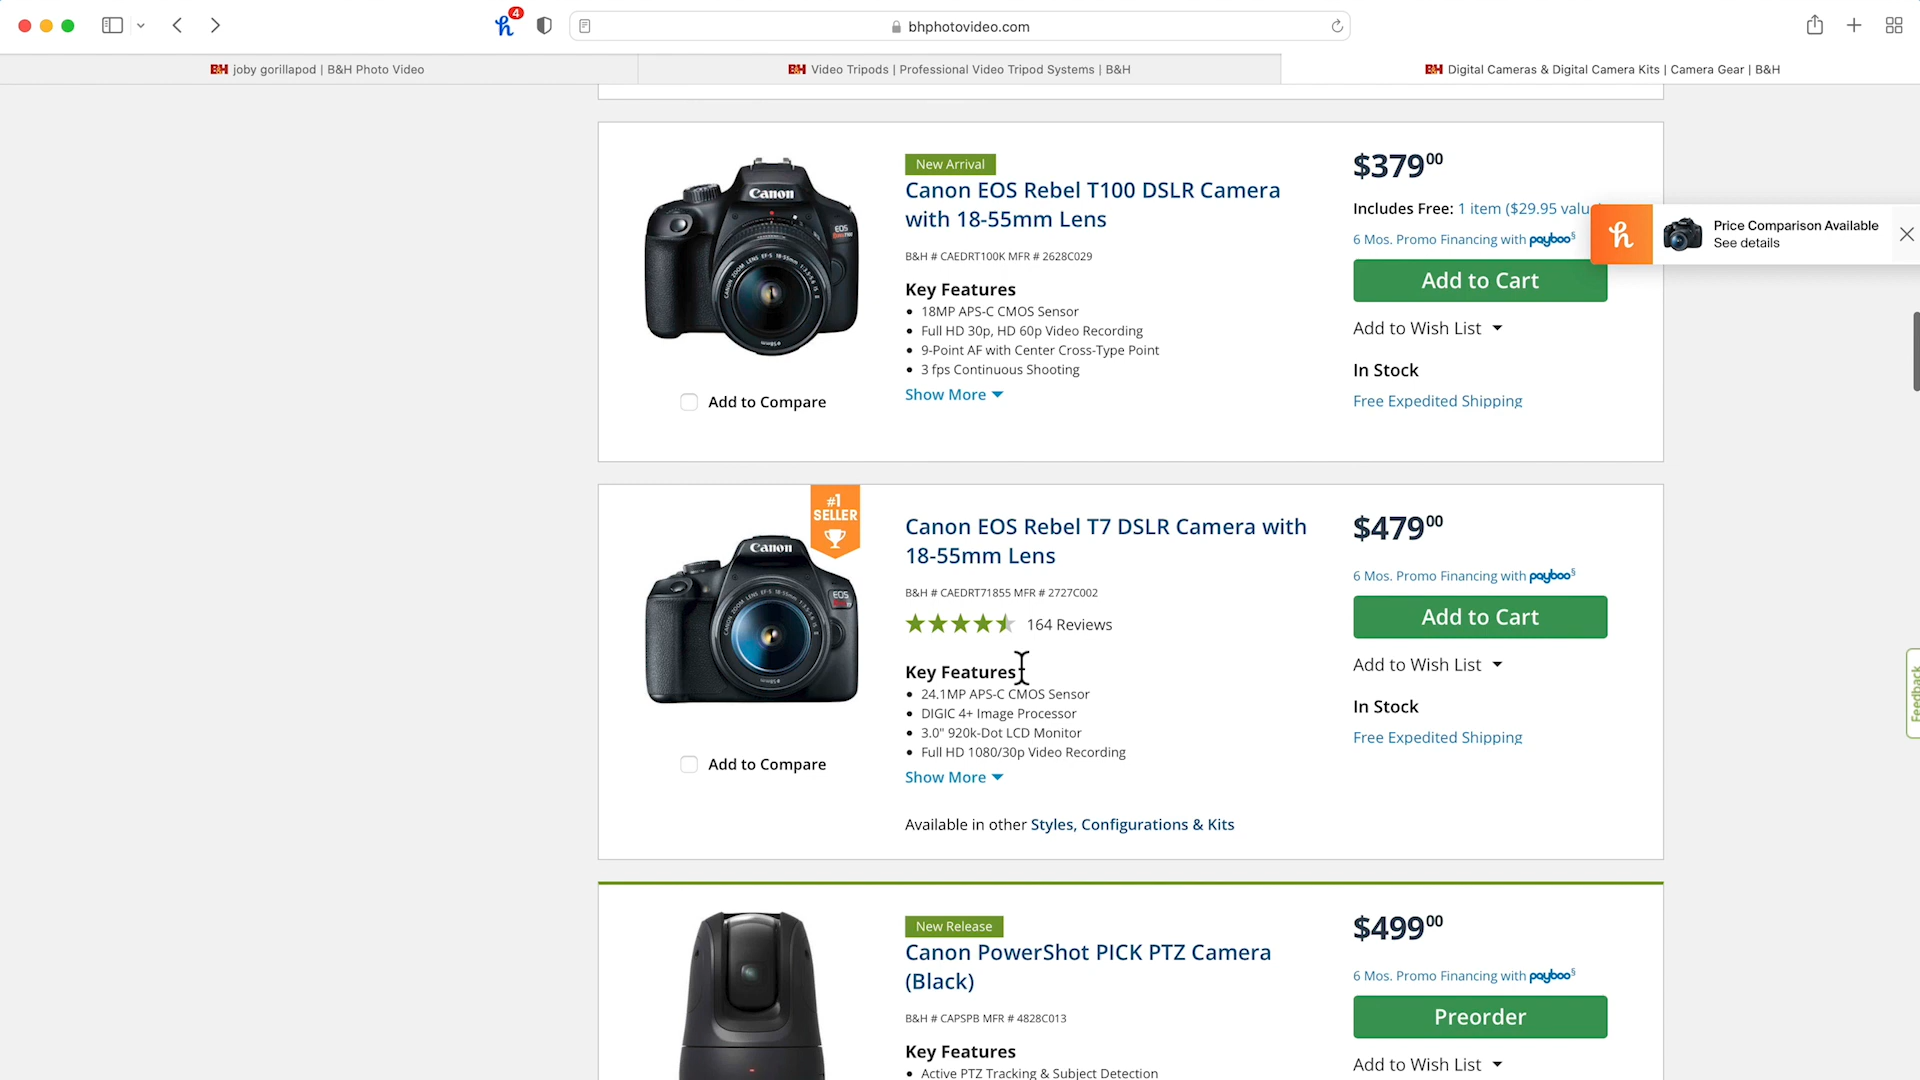 4
bhphotovideo.com
joby gorillapod | B&H Photo Video
Video Tripods | Professional Video Tripod Systems | B&H
Digital Cameras & Digital Camera Kits | Camera Gear | B&H
New Arrival
Canon EOS Rebel T100 DSLR Camera
with 18-55mm Lens
B&H # CAEDRT100K MFR # 2628C029
Key Features
• 18MP APS-C CMOS Sensor
• Full HD 30p, HD 60p Video Recording
• 9-Point AF with Center Cross-Type Point
• 3 fps Continuous Shooting
Show More
Add to Compare
$379.00
Includes Free: 1 item ($29.95 valu
6 Mos. Promo Financing with payboo§
Add to Cart
Add to Wish List
In Stock
Free Expedited Shipping
Price Comparison Available
See details
Canon
EOS
#1
SELLER
Canon EOS Rebel T7 DSLR Camera with
18-55mm Lens
B&H # CAEDRT71855 MFR # 2727C002
164 Reviews
Key Features
• 24.1MP APS-C CMOS Sensor
• DIGIC 4+ Image Processor
• 3.0" 920k-Dot LCD Monitor
• Full HD 1080/30p Video Recording
Show More
Available in other Styles, Configurations & Kits
Add to Compare
$479.00
6 Mos. Promo Financing with payboo§
Add to Cart
Add to Wish List
In Stock
Free Expedited Shipping
Canon
EOS
Feedback
New Release
Canon PowerShot PICK PTZ Camera
(Black)
B&H # CAPSPB MFR # 4828C013
Key Features
• Active PTZ Tracking & Subject Detection
$499.00
6 Mos. Promo Financing with payboo§
Preorder
Add to Wish List